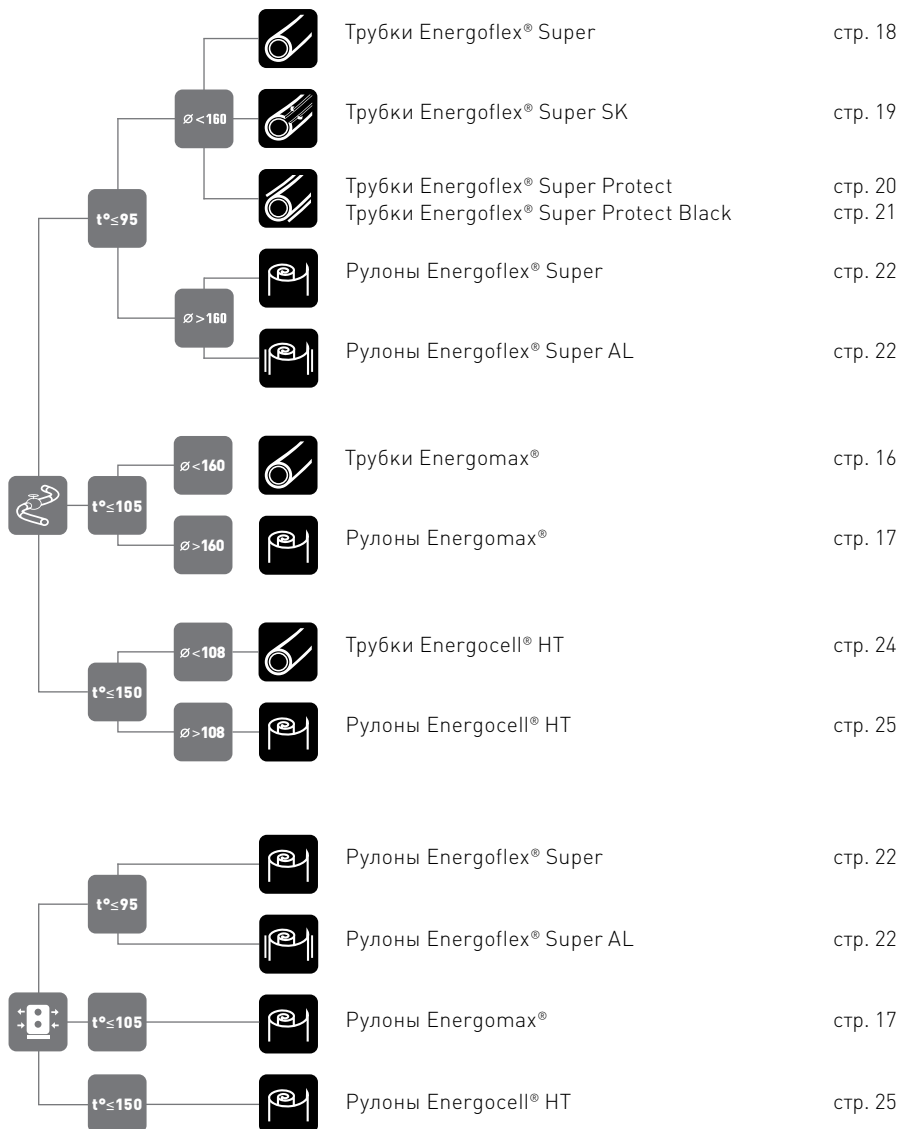 Трубки Energoflex® Super стр. 18
ø<160 Трубки Energoflex® Super SK стр. 19
Трубки Energoflex® Super Protect стр. 20
Трубки Energoflex® Super Protect Black стр. 21
t°≤95
Рулоны Energoflex® Super стр. 22
ø>160
Рулоны Energoflex® Super AL стр. 22
ø<160 Трубки Energomax® стр. 16
t°≤105
ø>160 Рулоны Energomax® стр. 17
ø<108 Трубки Energocell® HT стр. 24
t°≤150
ø>108 Рулоны Energocell® HT стр. 25
Рулоны Energoflex® Super стр. 22
t°≤95
Рулоны Energoflex® Super AL стр. 22
t°≤105 Рулоны Energomax® стр. 17
t°≤150 Рулоны Energocell® HT стр. 25